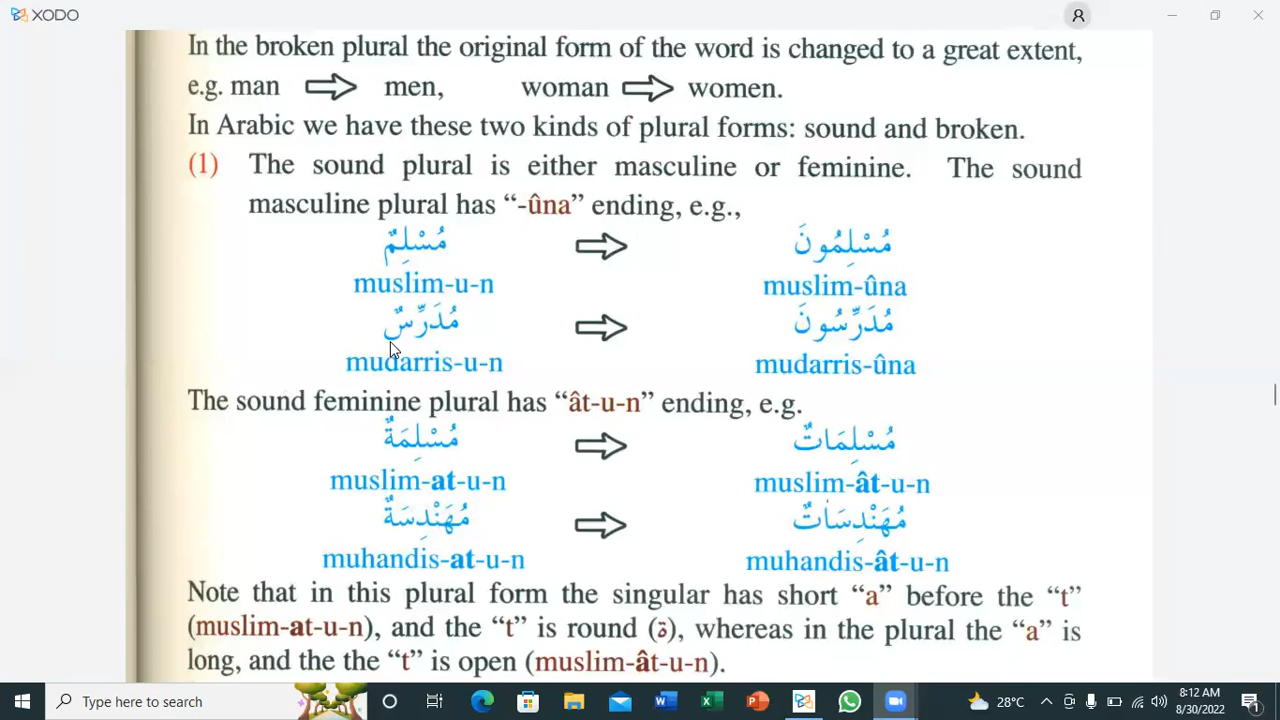 XODO
In the broken plural the original form of the word is changed to a great extent,
e.g. man ⇨ men, woman ⇨ women.
In Arabic we have these two kinds of plural forms: sound and broken.
(1) The sound plural is either masculine or feminine. The sound
masculine plural has “-ûna” ending, e.g.,
مُسْلِمٌ ⇨ مُسْلِمُونَ
muslim-u-n muslim-ûna
مُدَرِّسٌ ⇨ مُدَرِّسُونَ
mudarris-u-n mudarris-ûna
The sound feminine plural has “ât-u-n” ending, e.g.
مُسْلِمَةٌ ⇨ مُسْلِمَاتٌ
muslim-at-u-n muslim-ât-u-n
مُهَنْدِسَةٌ ⇨ مُهَنْدِسَاتٌ
muhandis-at-u-n muhandis-ât-u-n
Note that in this plural form the singular has short “a” before the “t”
(muslim-at-u-n), and the “t” is round (ة), whereas in the plural the “a” is
long, and the the “t” is open (muslim-ât-u-n).
Type here to search
28°C
8:12 AM
8/30/2022
1